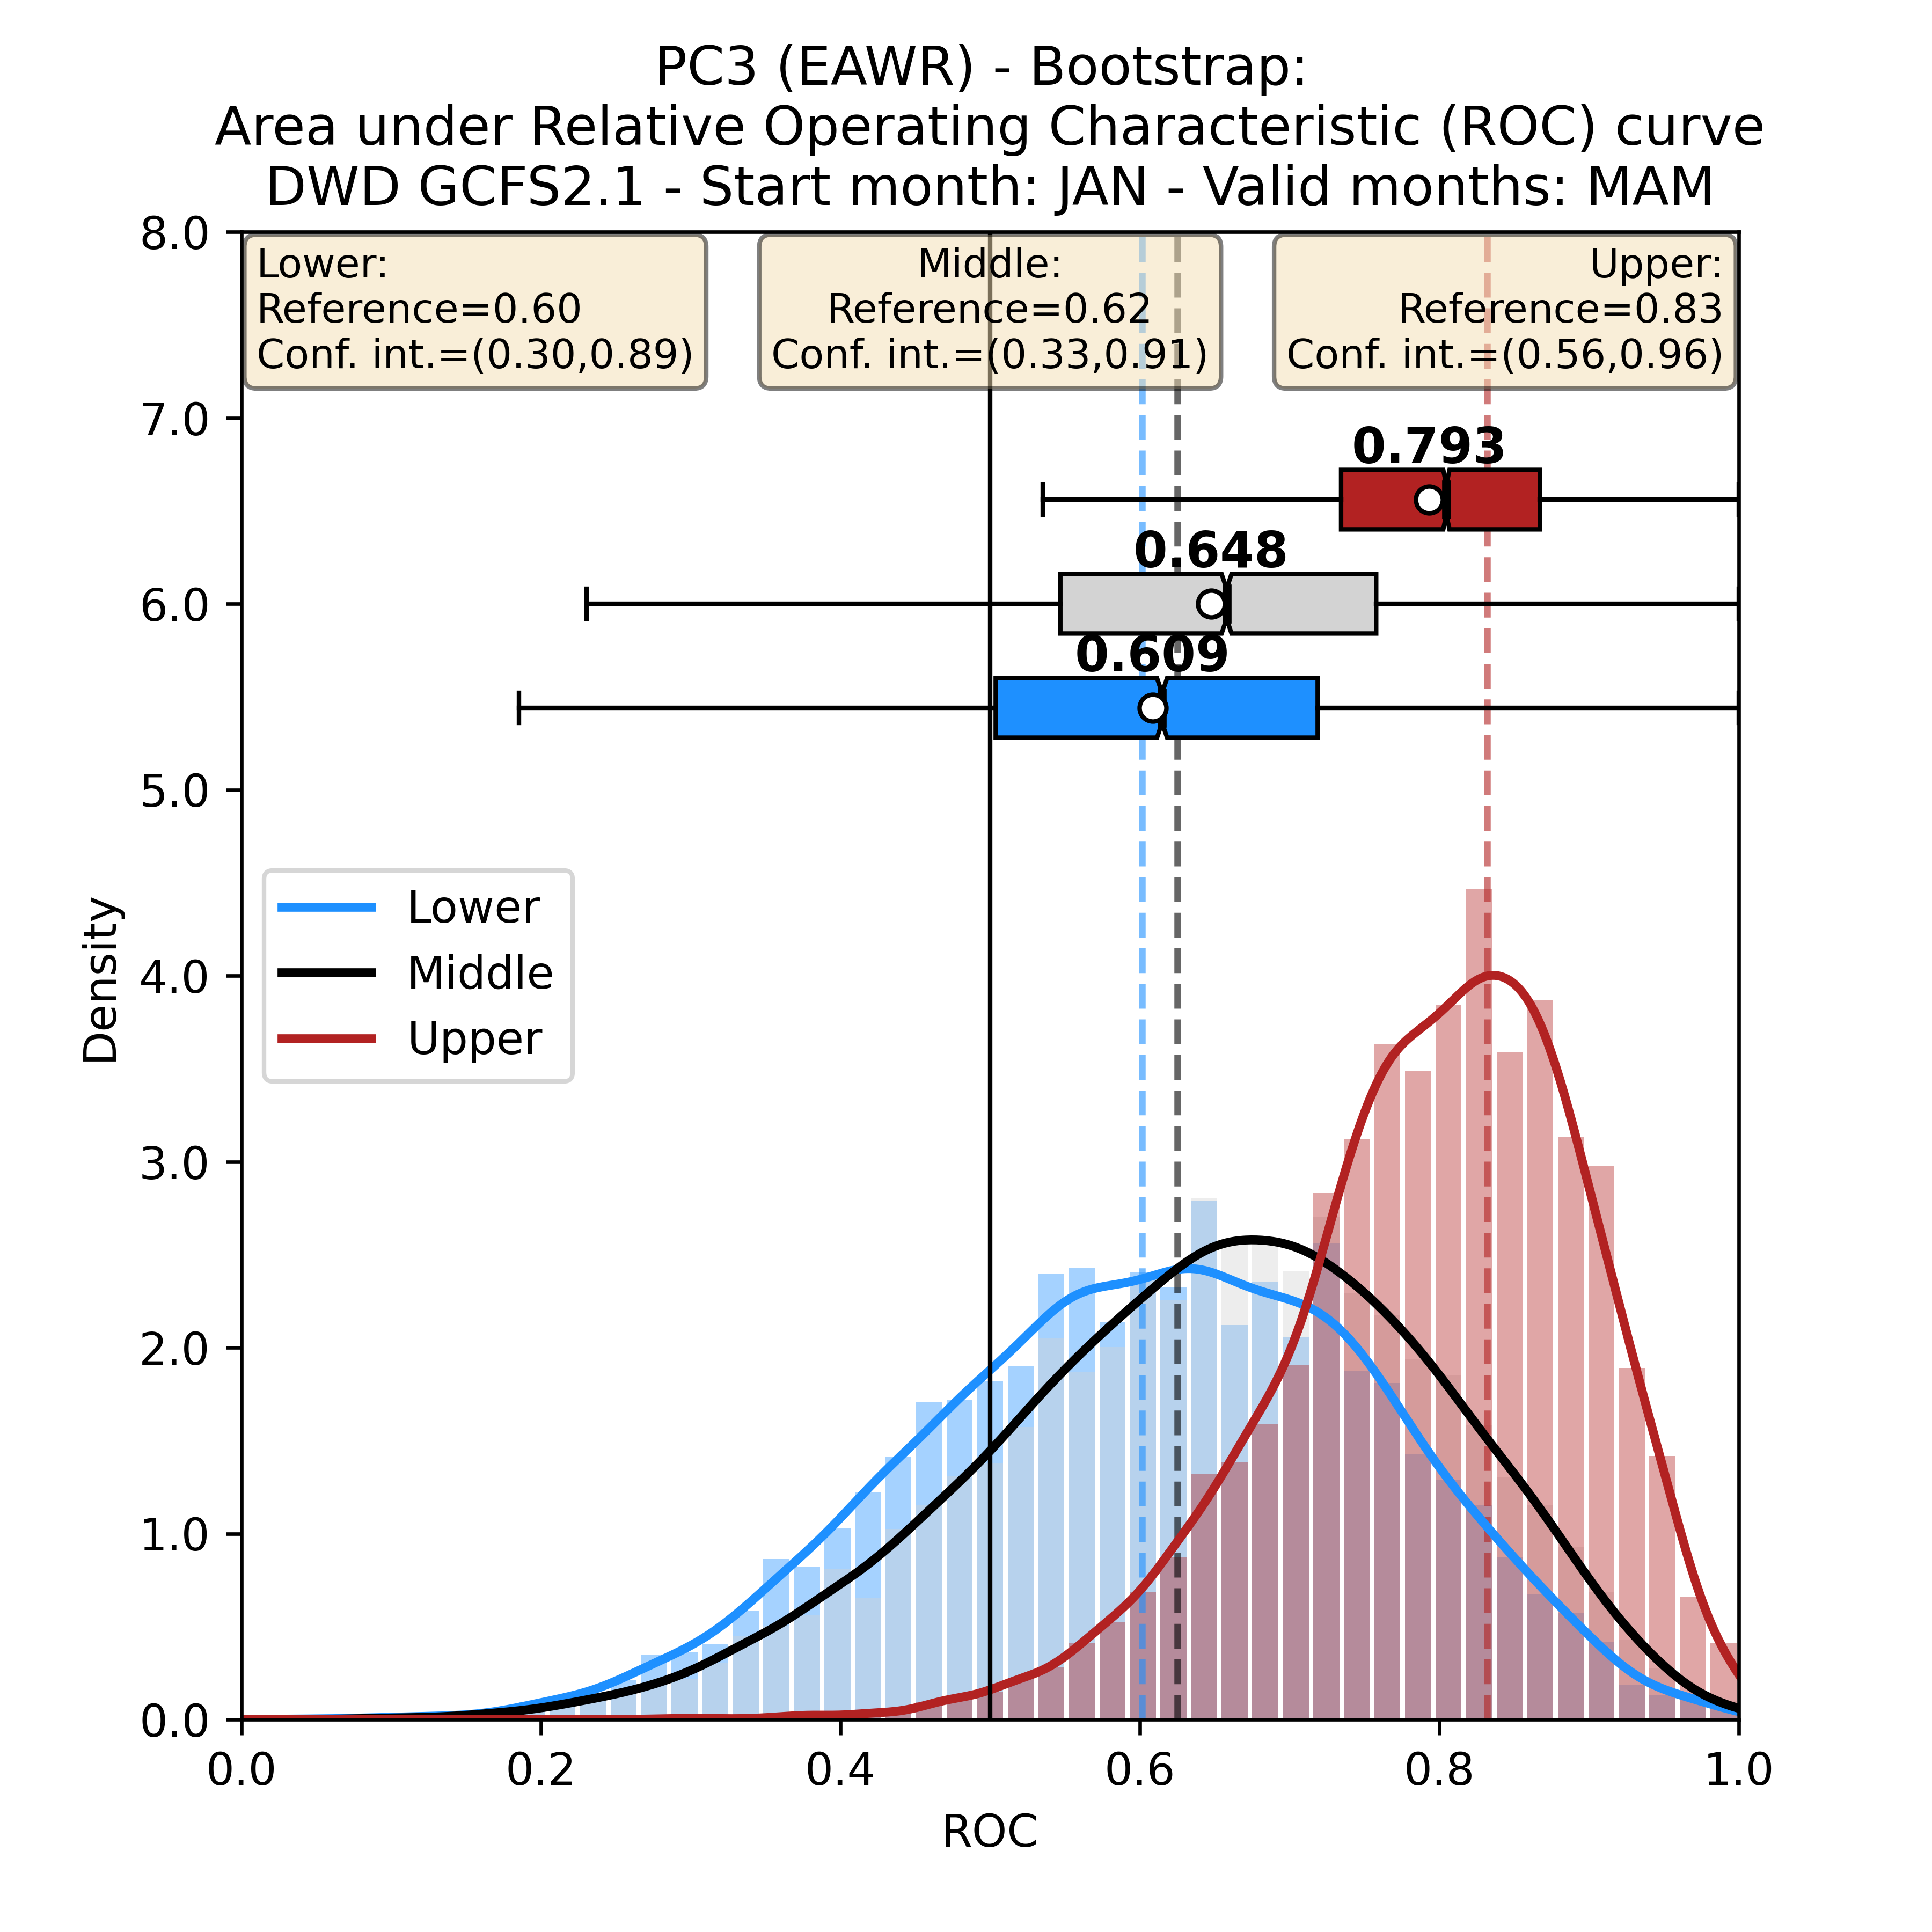 PC3 (EAWR) - Bootstrap:
Area under Relative Operating Characteristic (ROC) curve
DWD GCFS2.1 - Start month: JAN - Valid months: MAM
Lower:
Reference=0.60
Conf. int.=(0.30,0.89)
Middle:
Reference=0.62
Conf. int.=(0.33,0.91)
Upper:
Reference=0.83
Conf. int.=(0.56,0.96)
8.0
7.0
6.0
5.0
4.0
3.0
2.0
1.0
0.0
Density
0.793
0.648
0.609
Lower
Middle
Upper
0.0 0.2 0.4 0.6 0.8 1.0
ROC